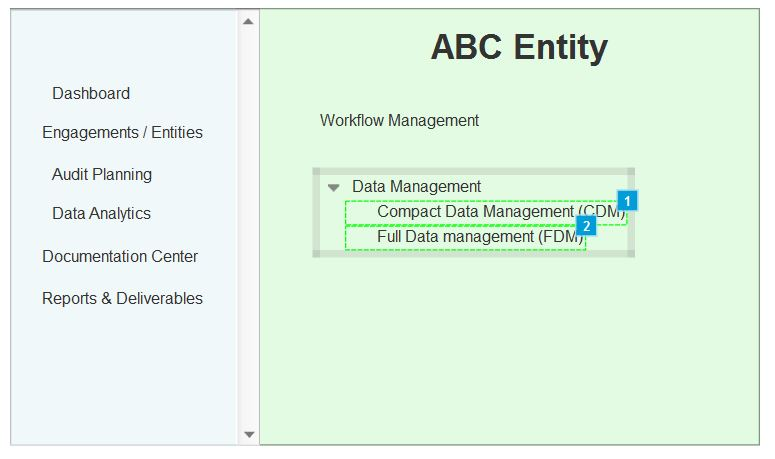 ABC Entity
Dashboard
Engagements / Entities
Audit Planning
Data Analytics
Documentation Center
Reports & Deliverables
Workflow Management
Data Management
Compact Data Management (CDM)
1
Full Data management (FDM)
2